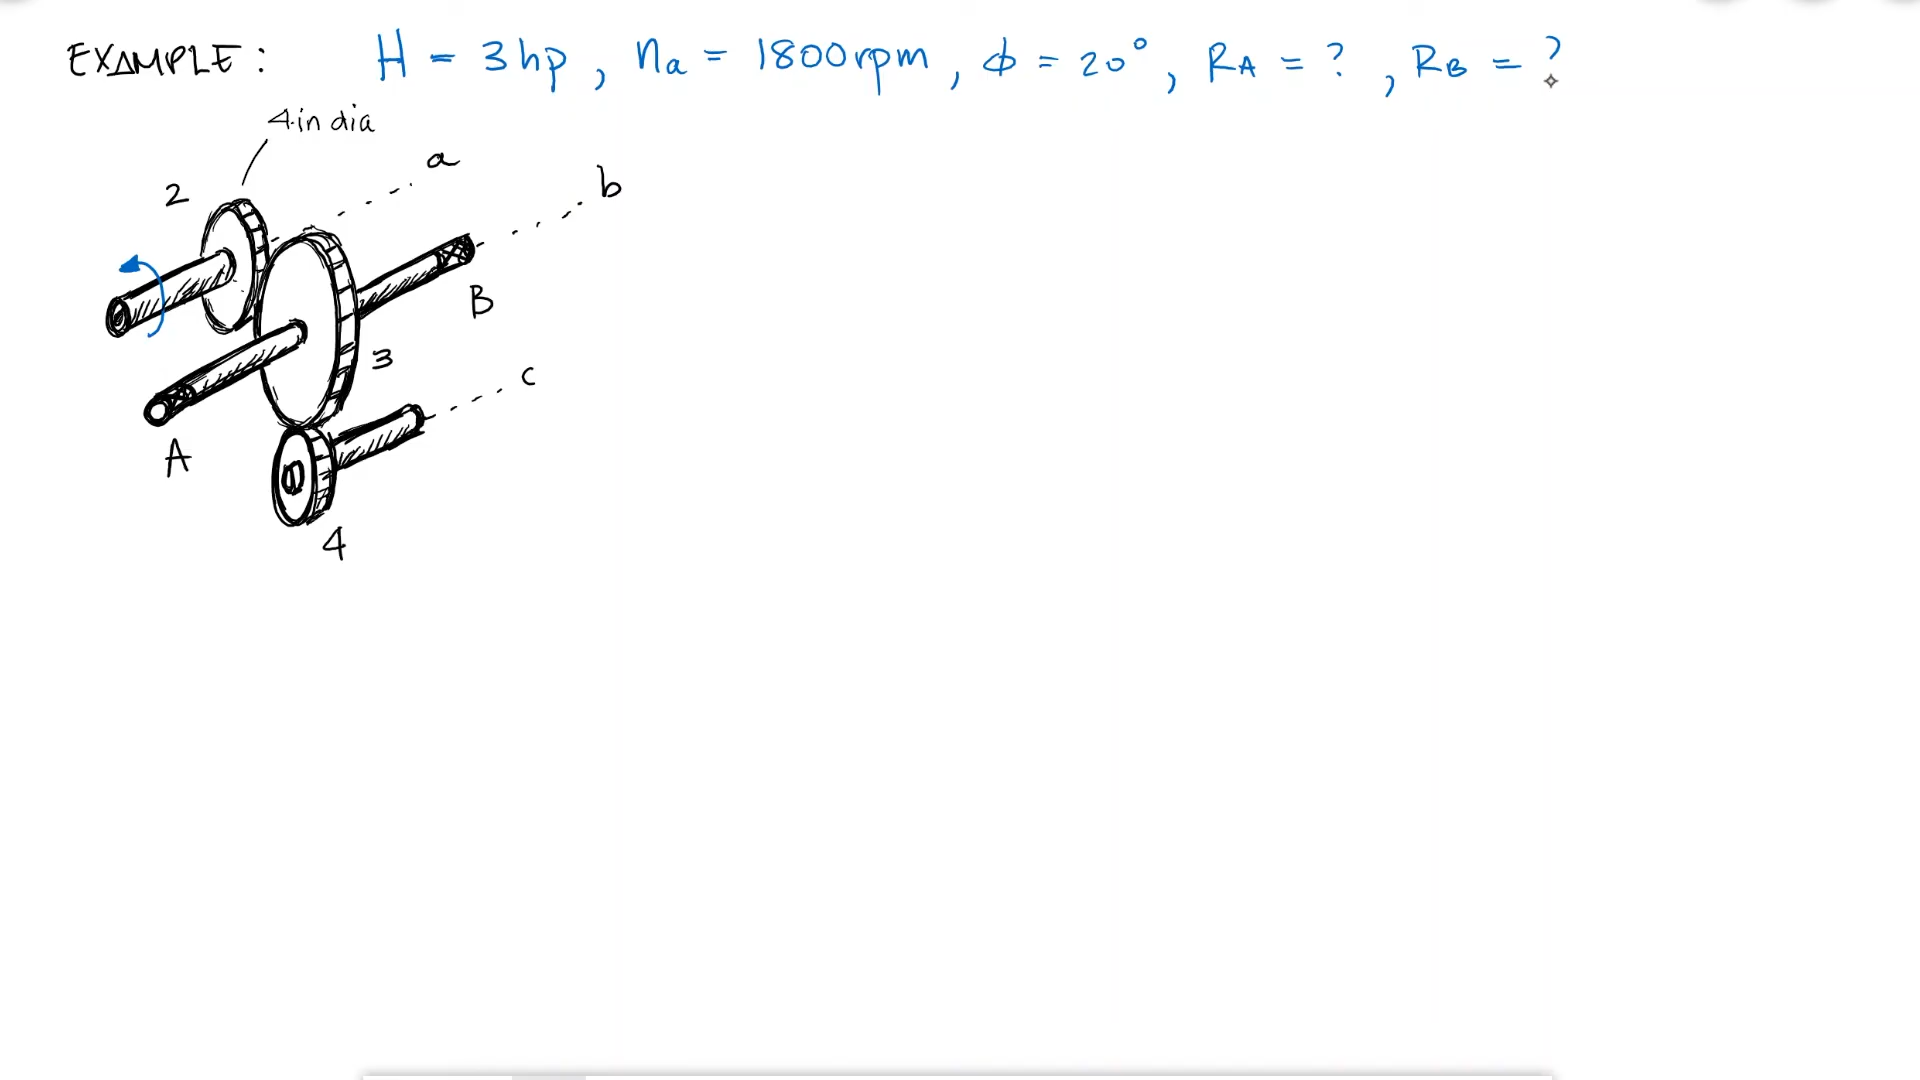 EXAMPLE: H = 3hp, na = 1800rpm, ϕ = 20°, RA = ?, RB = ?
4in dia
a
2
b
B
3
c
A
4